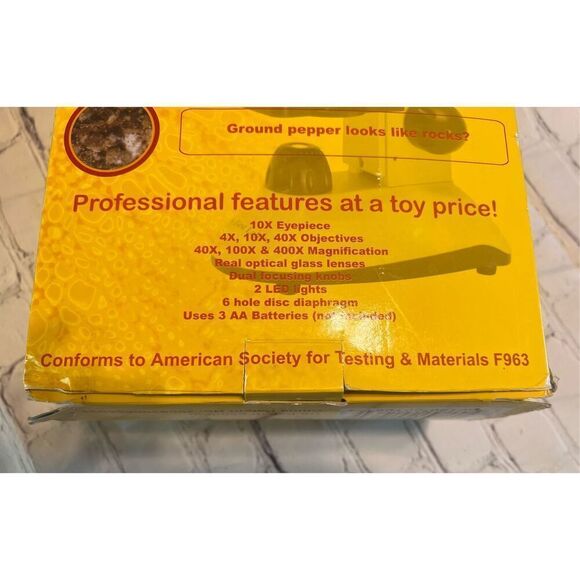 Ground pepper looks like rocks?
Professional features at a toy price!
10X Eyepiece
4X, 10X, 40X Objectives
40X, 100X & 400X Magnification
Real optical glass lenses
Dual focusing knobs
2 LED lights
6 hole disc diaphragm
Uses 3 AA Batteries (not included)
Conforms to American Society for Testing & Materials F963